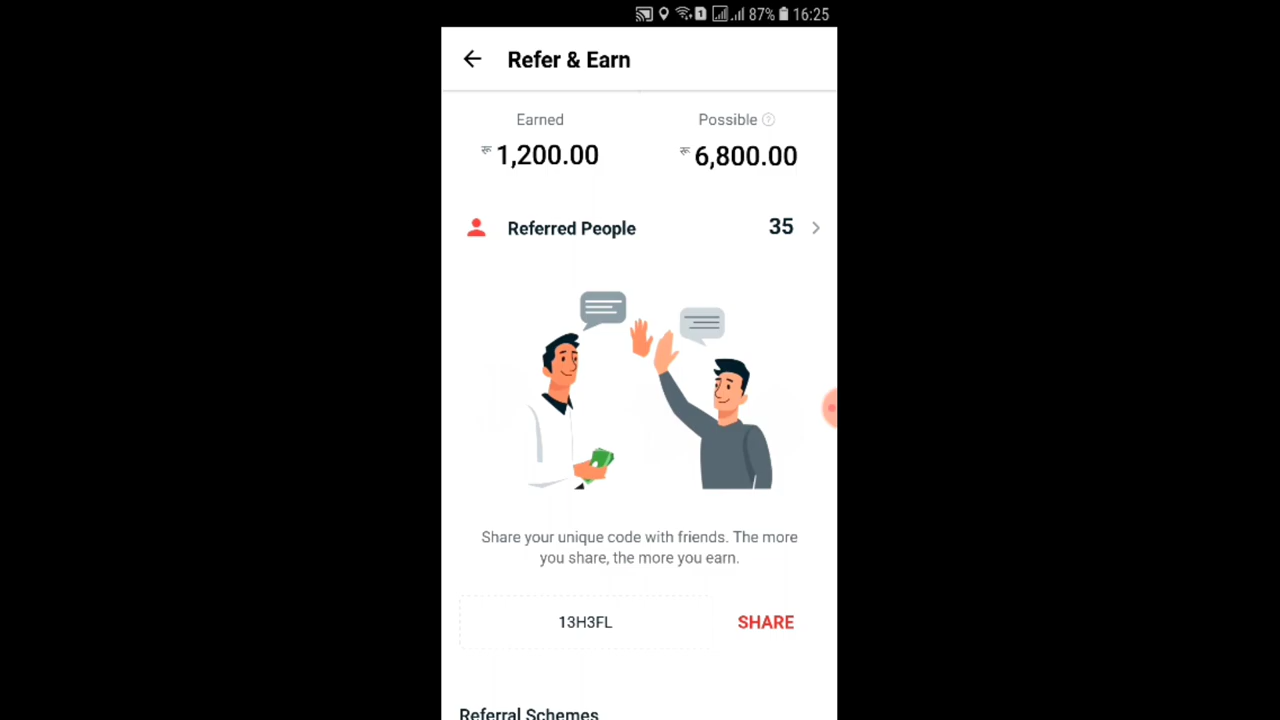 1 87% 16:25
Refer & Earn
Earned
Possible ?
रू 1,200.00
रू 6,800.00
Referred People 35
Share your unique code with friends. The more
you share, the more you earn.
13H3FL SHARE
Referral Schemes